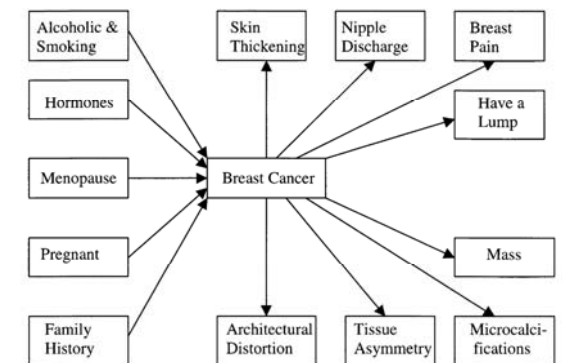 Alcoholic &
Smoking
Skin
Thickening
Nipple
Discharge
Breast
Pain
Hormones
Have a
Lump
Menopause
Breast Cancer
Pregnant
Mass
Family
History
Architectural
Distortion
Tissue
Asymmetry
Microcalci-
fications